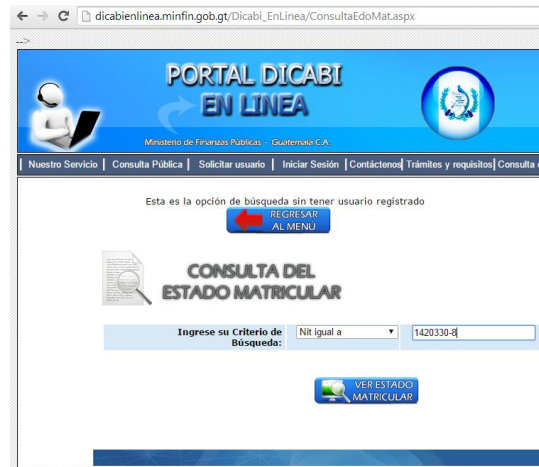 dicabienlinea.minfin.gob.gt/Dicabi_EnLinea/ConsultaEdoMat.aspx
-->
PORTAL DICABI
EN LINEA
Ministerio de Finanzas Públicas - Guatemala C.A.
| Nuestro Servicio | Consulta Pública | Solicitar usuario | Iniciar Sesión | Contáctenos | Trámites y requisitos | Consulta
Esta es la opción de búsqueda sin tener usuario registrado
REGRESAR
AL MENÚ
CONSULTA DEL
ESTADO MATRICULAR
Ingrese su Criterio de
Búsqueda:
Nit igual a
1420330-8
VER ESTADO
MATRICULAR